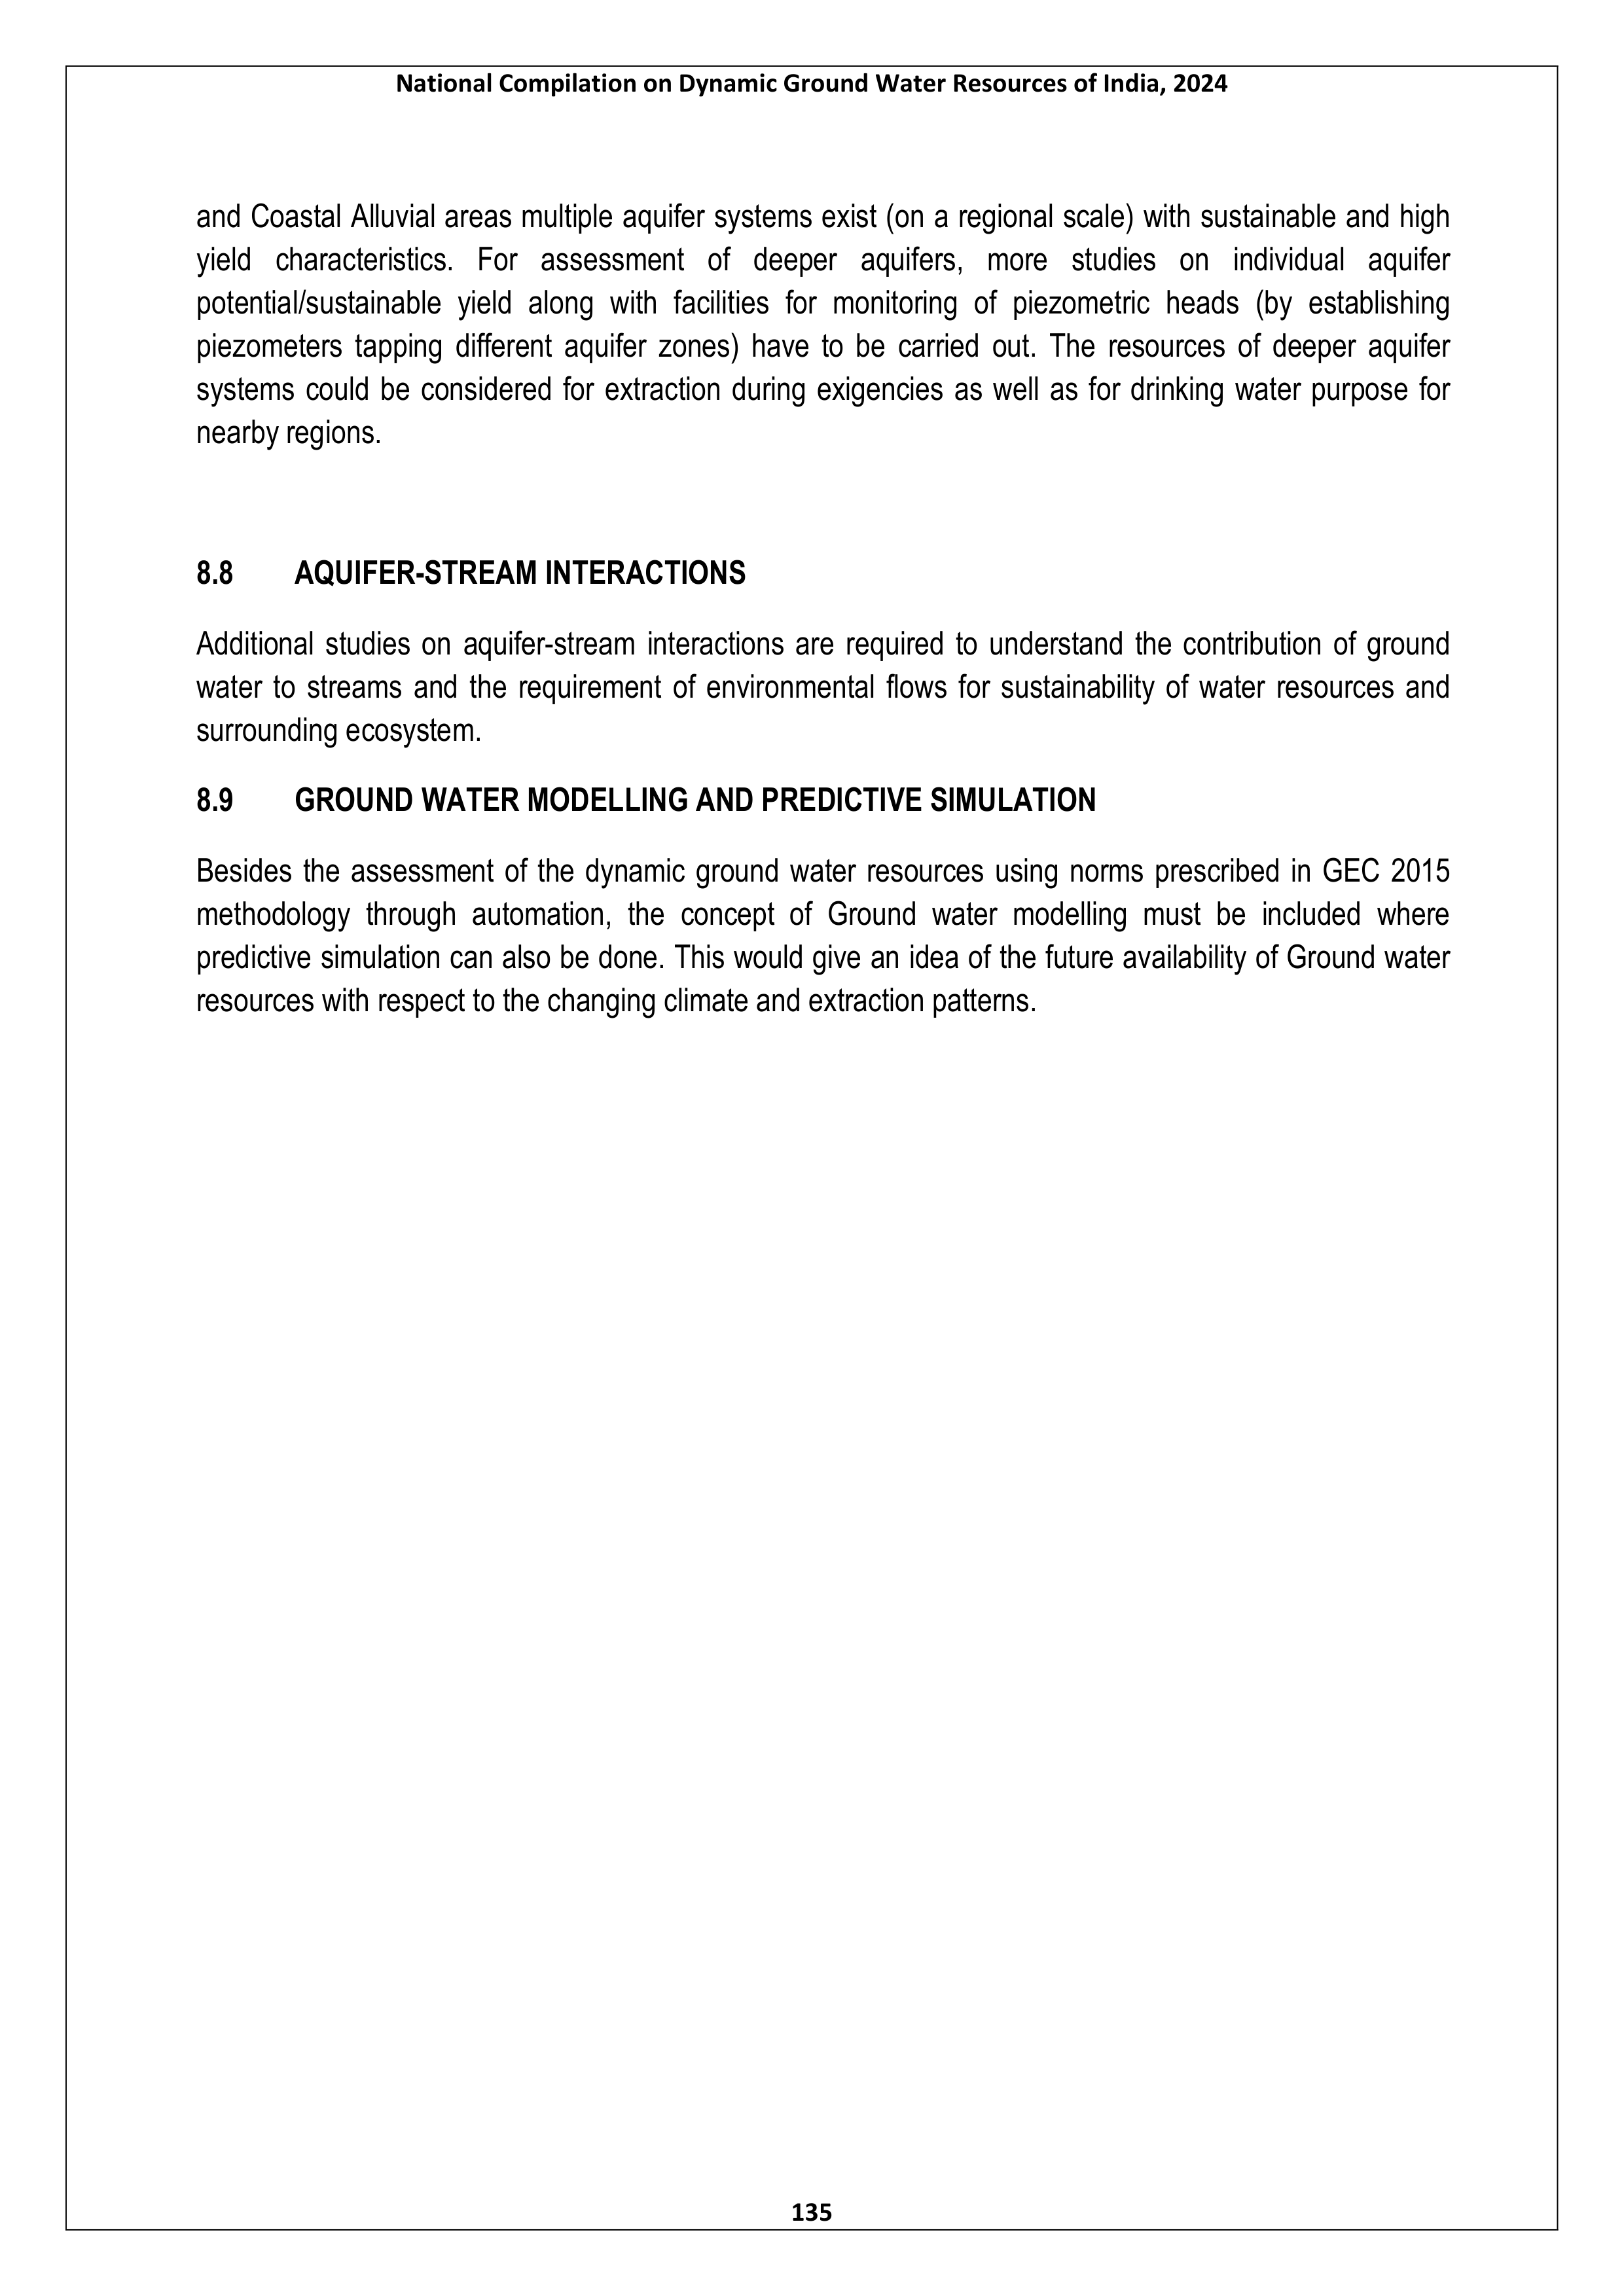 National Compilation on Dynamic Ground Water Resources of India, 2024
and Coastal Alluvial areas multiple aquifer systems exist (on a regional scale) with sustainable and high
yield characteristics. For assessment of deeper aquifers, more studies on individual aquifer
potential/sustainable yield along with facilities for monitoring of piezometric heads (by establishing
piezometers tapping different aquifer zones) have to be carried out. The resources of deeper aquifer
systems could be considered for extraction during exigencies as well as for drinking water purpose for
nearby regions.
8.8 AQUIFER-STREAM INTERACTIONS
Additional studies on aquifer-stream interactions are required to understand the contribution of ground
water to streams and the requirement of environmental flows for sustainability of water resources and
surrounding ecosystem.
8.9 GROUND WATER MODELLING AND PREDICTIVE SIMULATION
Besides the assessment of the dynamic ground water resources using norms prescribed in GEC 2015
methodology through automation, the concept of Ground water modelling must be included where
predictive simulation can also be done. This would give an idea of the future availability of Ground water
resources with respect to the changing climate and extraction patterns.
135